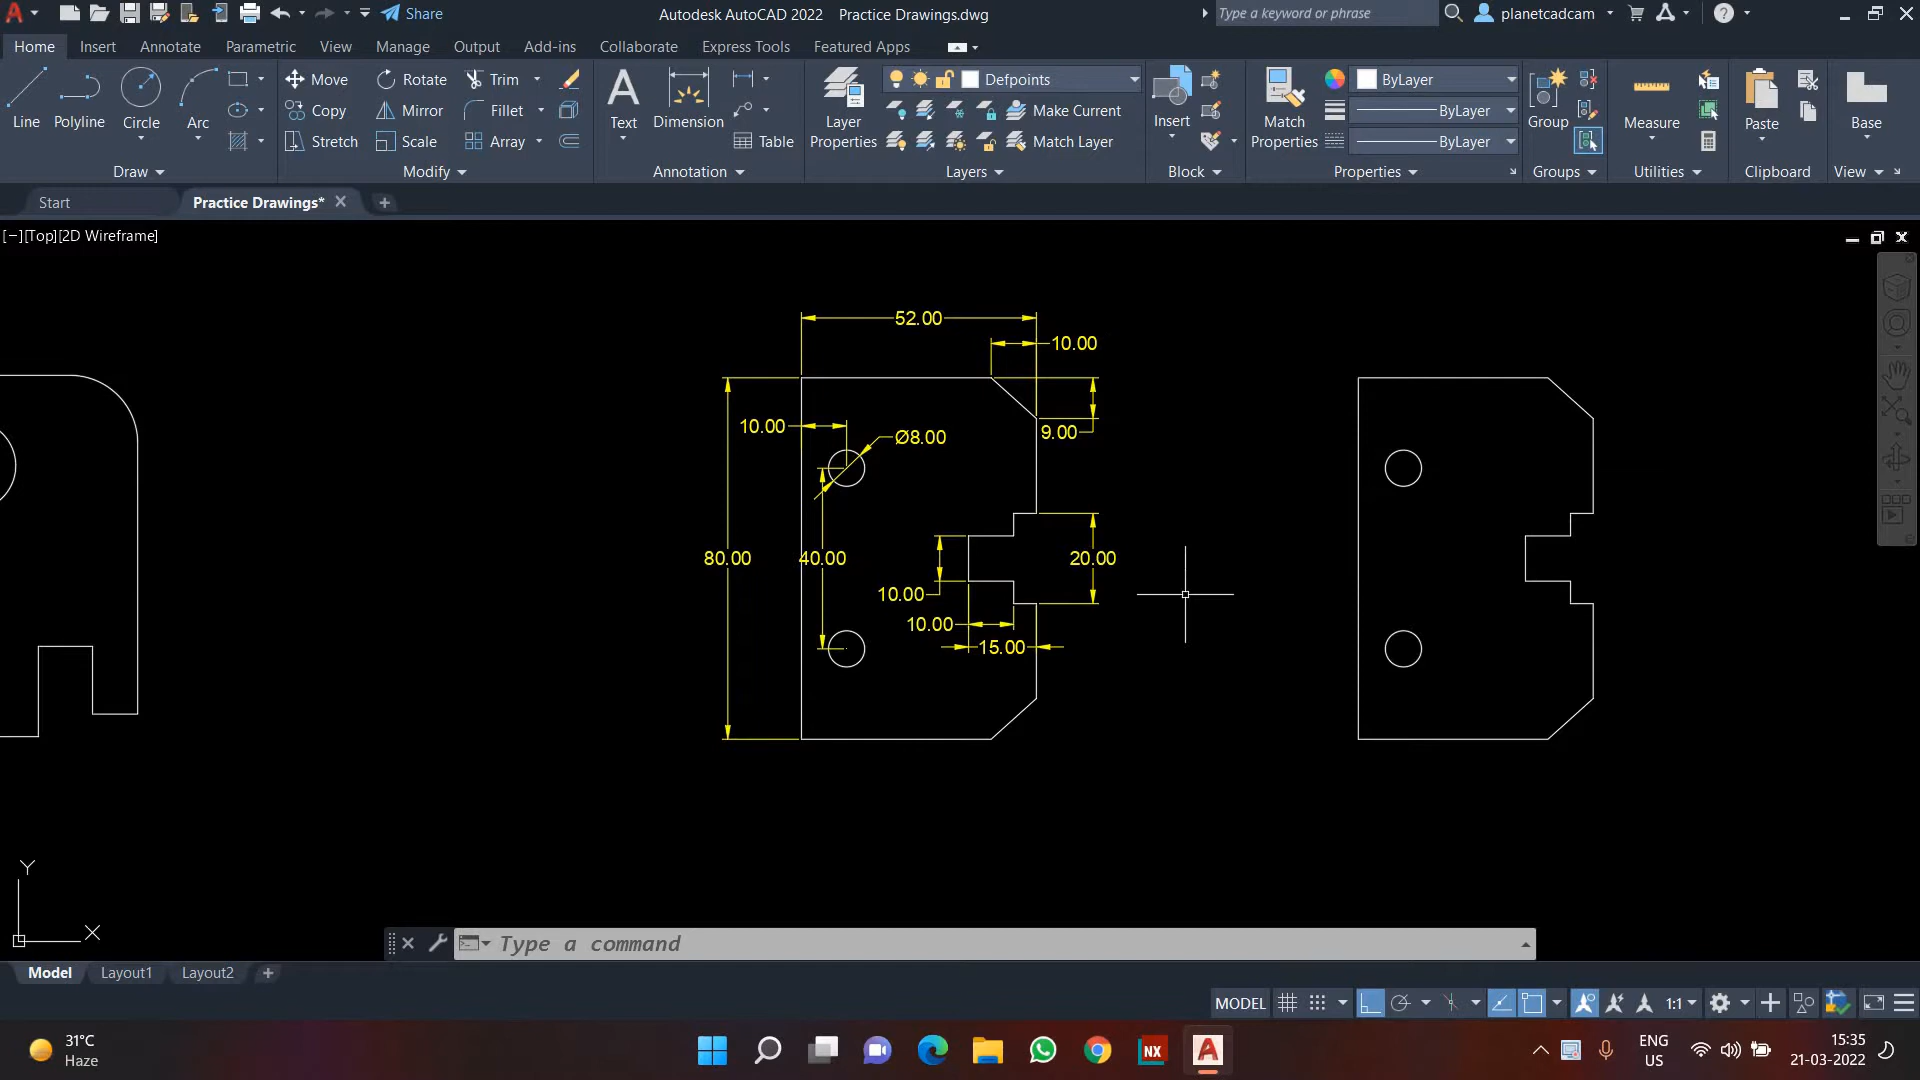 Share
Autodesk AutoCAD 2022 Practice Drawings.dwg
Type a keyword or phrase
planetcadcam
Home Insert Annotate Parametric View Manage Output Add-ins Collaborate Express Tools Featured Apps
Line Polyline Circle Arc
Move Rotate Trim
Copy Mirror Fillet
Stretch Scale Array
Text Dimension Table
Layer Properties
Defpoints
Make Current
Match Layer
Insert
Match Properties
ByLayer
ByLayer
ByLayer
Group
Measure
Paste
Base
Draw Modify Annotation Layers Block Properties Groups Utilities Clipboard View
Start Practice Drawings*
[−][Top][2D Wireframe]
52.00
10.00
10.00
Ø8.00
9.00
80.00
40.00
20.00
10.00
10.00
15.00
Y
X
Type a command
Model Layout1 Layout2
MODEL 1:1
31°C
Haze
NX
A
ENG
US
15:35
21-03-2022